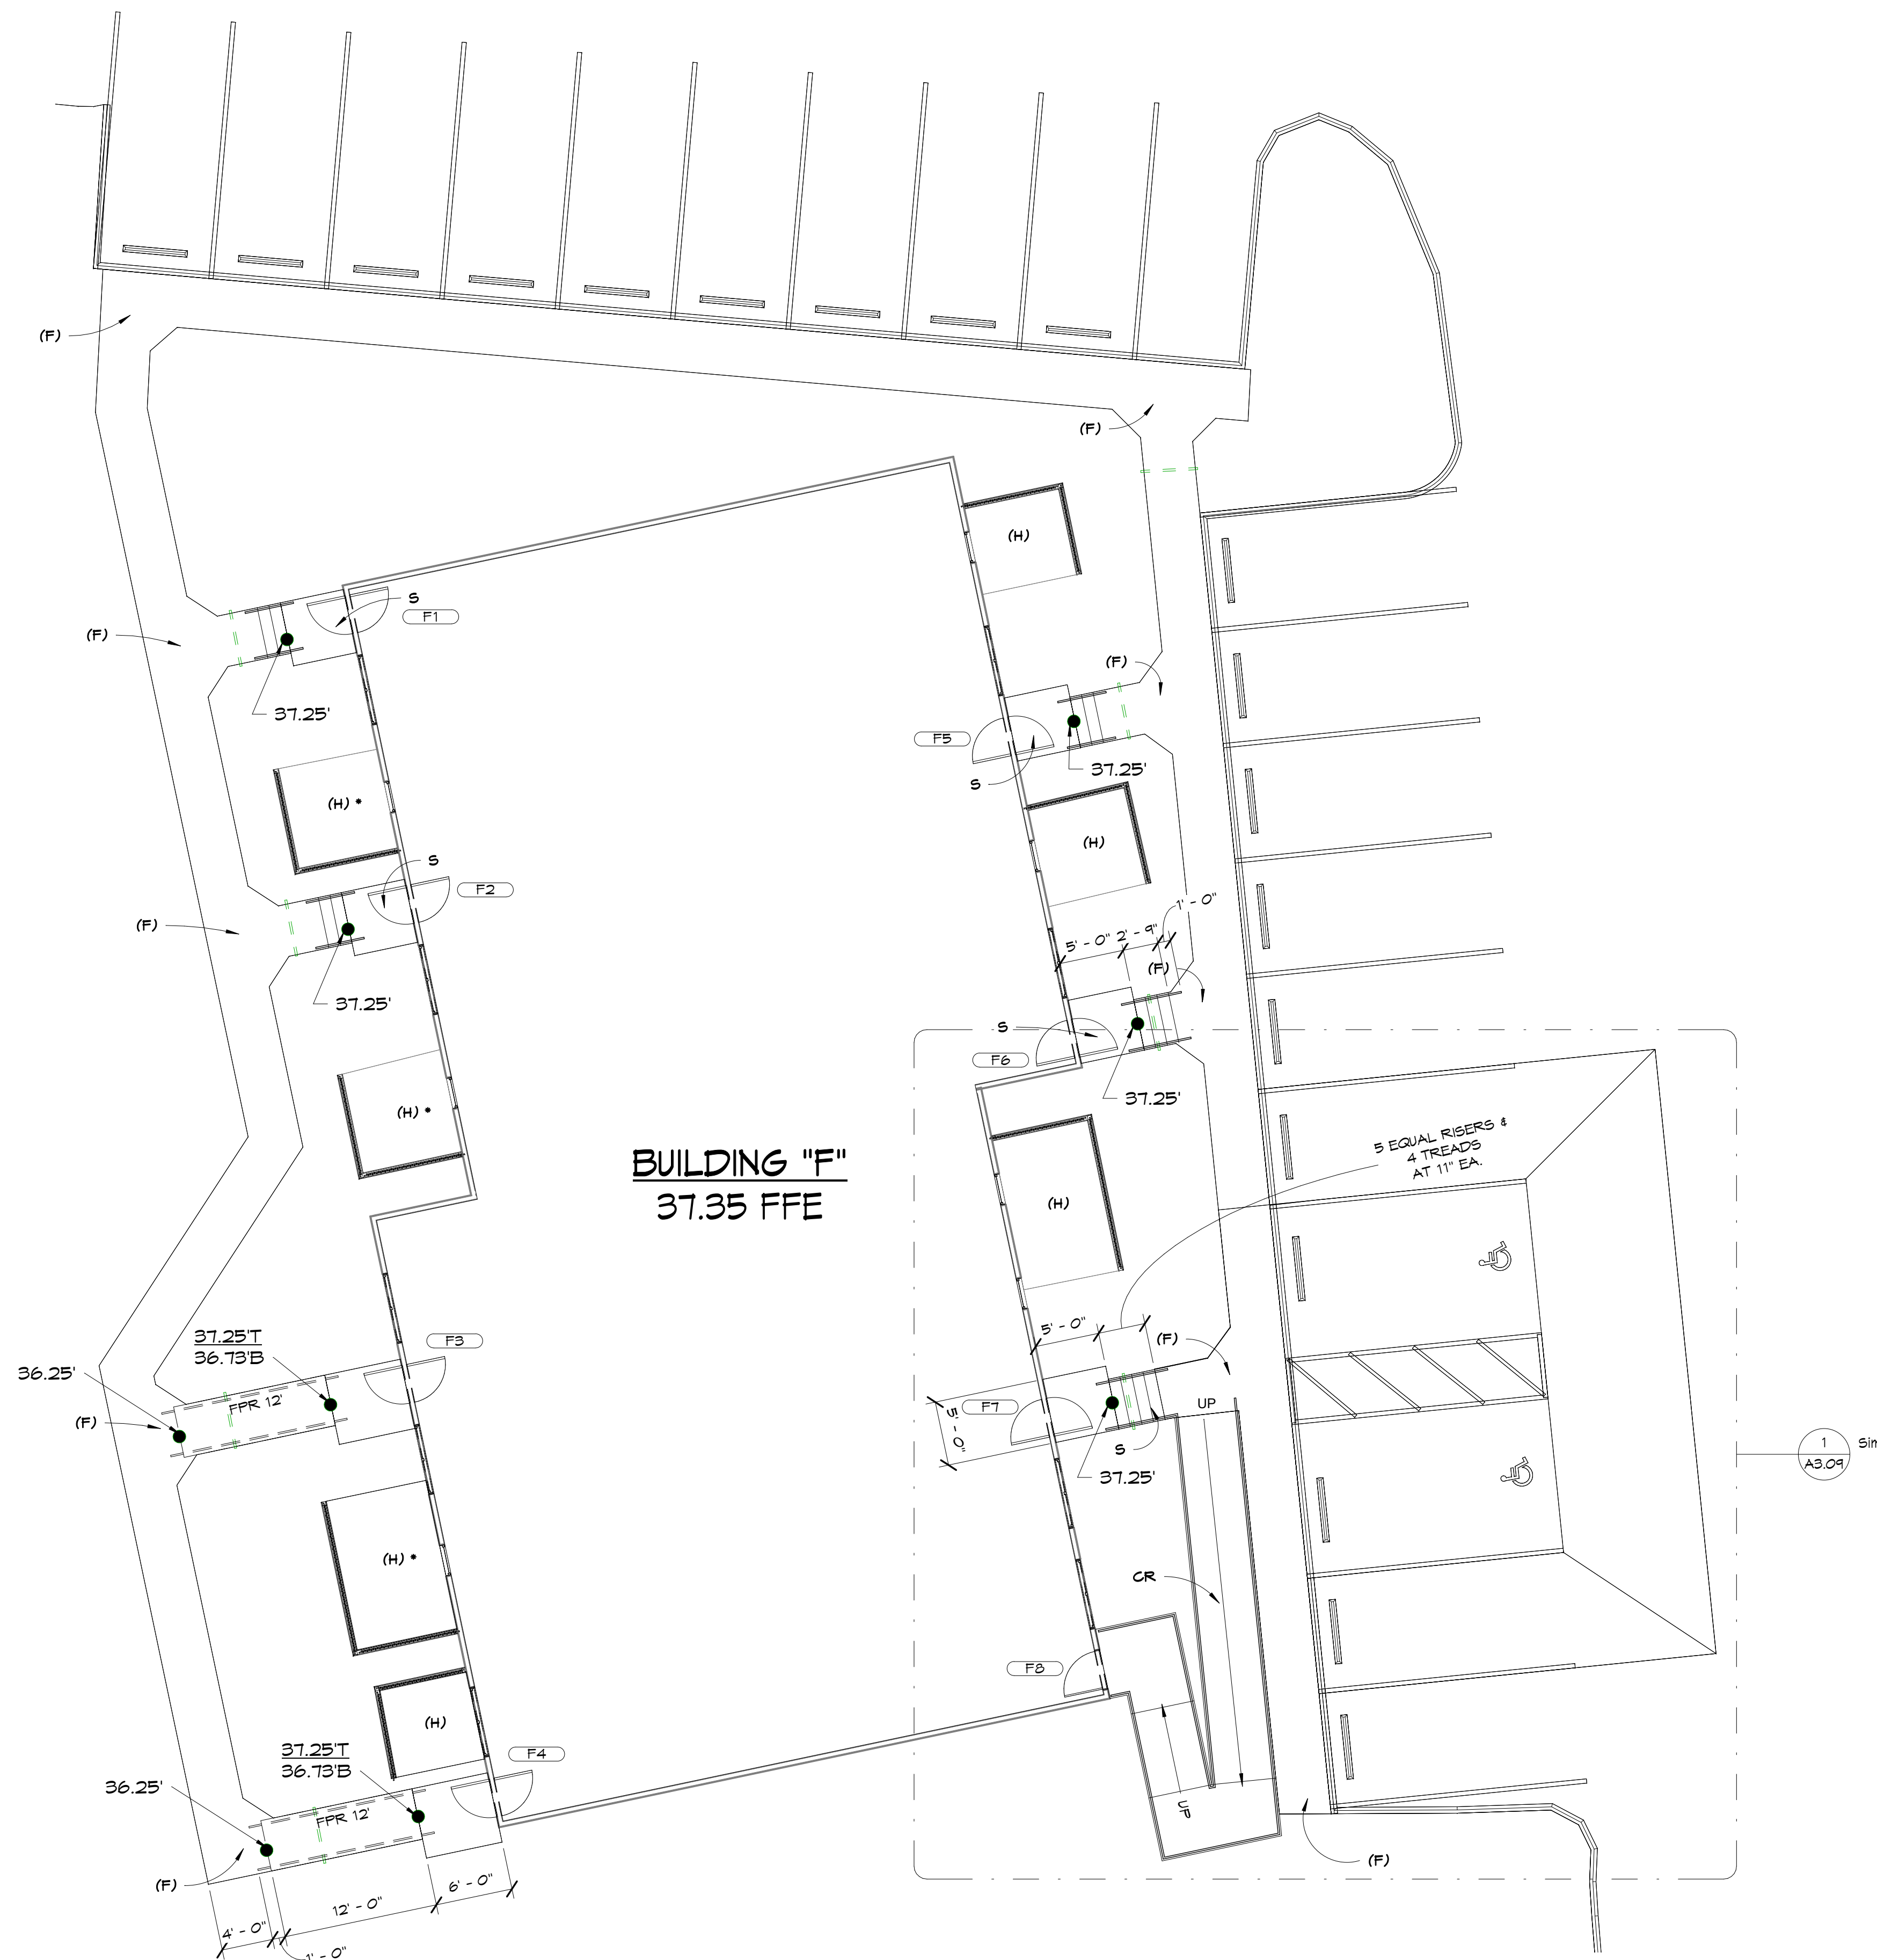 (F)
(F)
(H)
S
F1
(F)
(F)
37.25'
F5
37.25'
S
(H) *
(H)
S
F2
1' - 0"
(F)
5' - 0"
2' - 9"
(F)
37.25'
S
F6
37.25'
(H) *
5 EQUAL RISERS &
4 TREADS
AT 11" EA.
BUILDING "F"
37.35 FFE
(H)
37.25'T
36.73'B
F3
5' - 0"
(F)
36.25'
FPR 12'
(F)
F7
5' - 0"
UP
S
37.25'
1
A3.09
Sim
(H) *
CR
F8
(H)
37.25'T
36.73'B
F4
36.25'
FPR 12'
UP
(F)
(F)
6' - 0"
12' - 0"
4' - 0"
1' - 0"